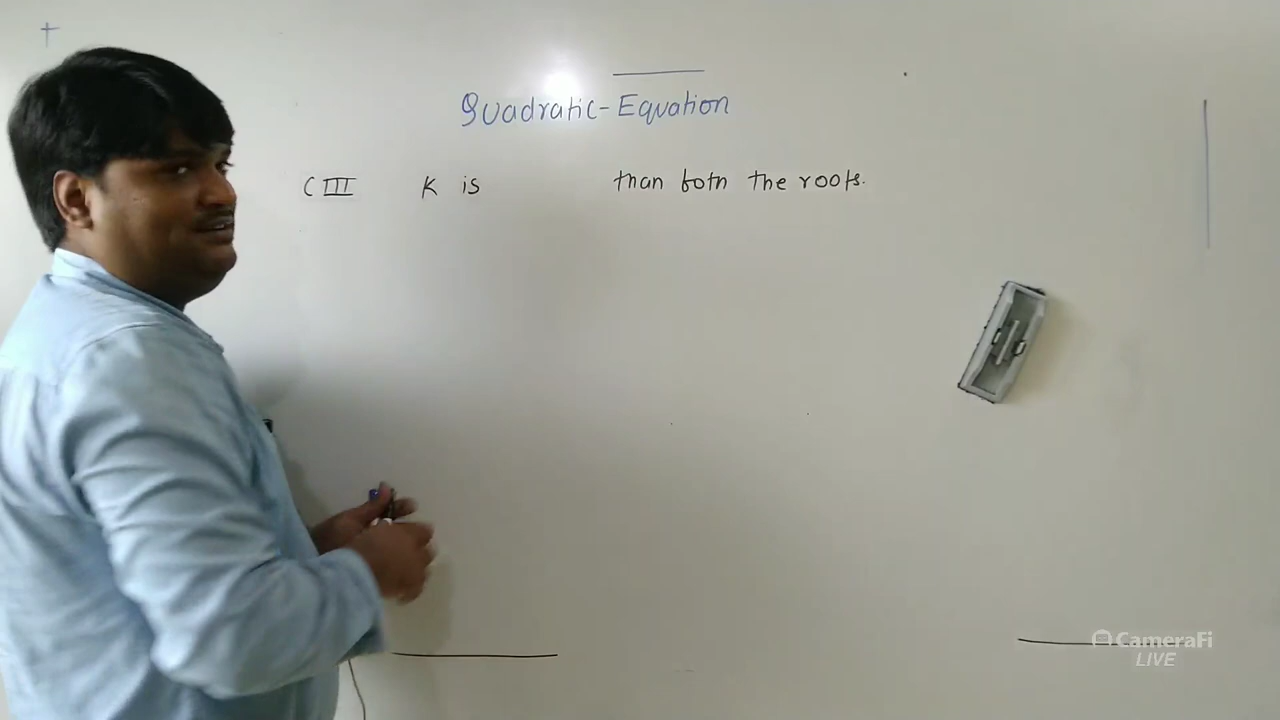 Quadratic-Equation
C III K is than both the roots.
CameraFi
LIVE